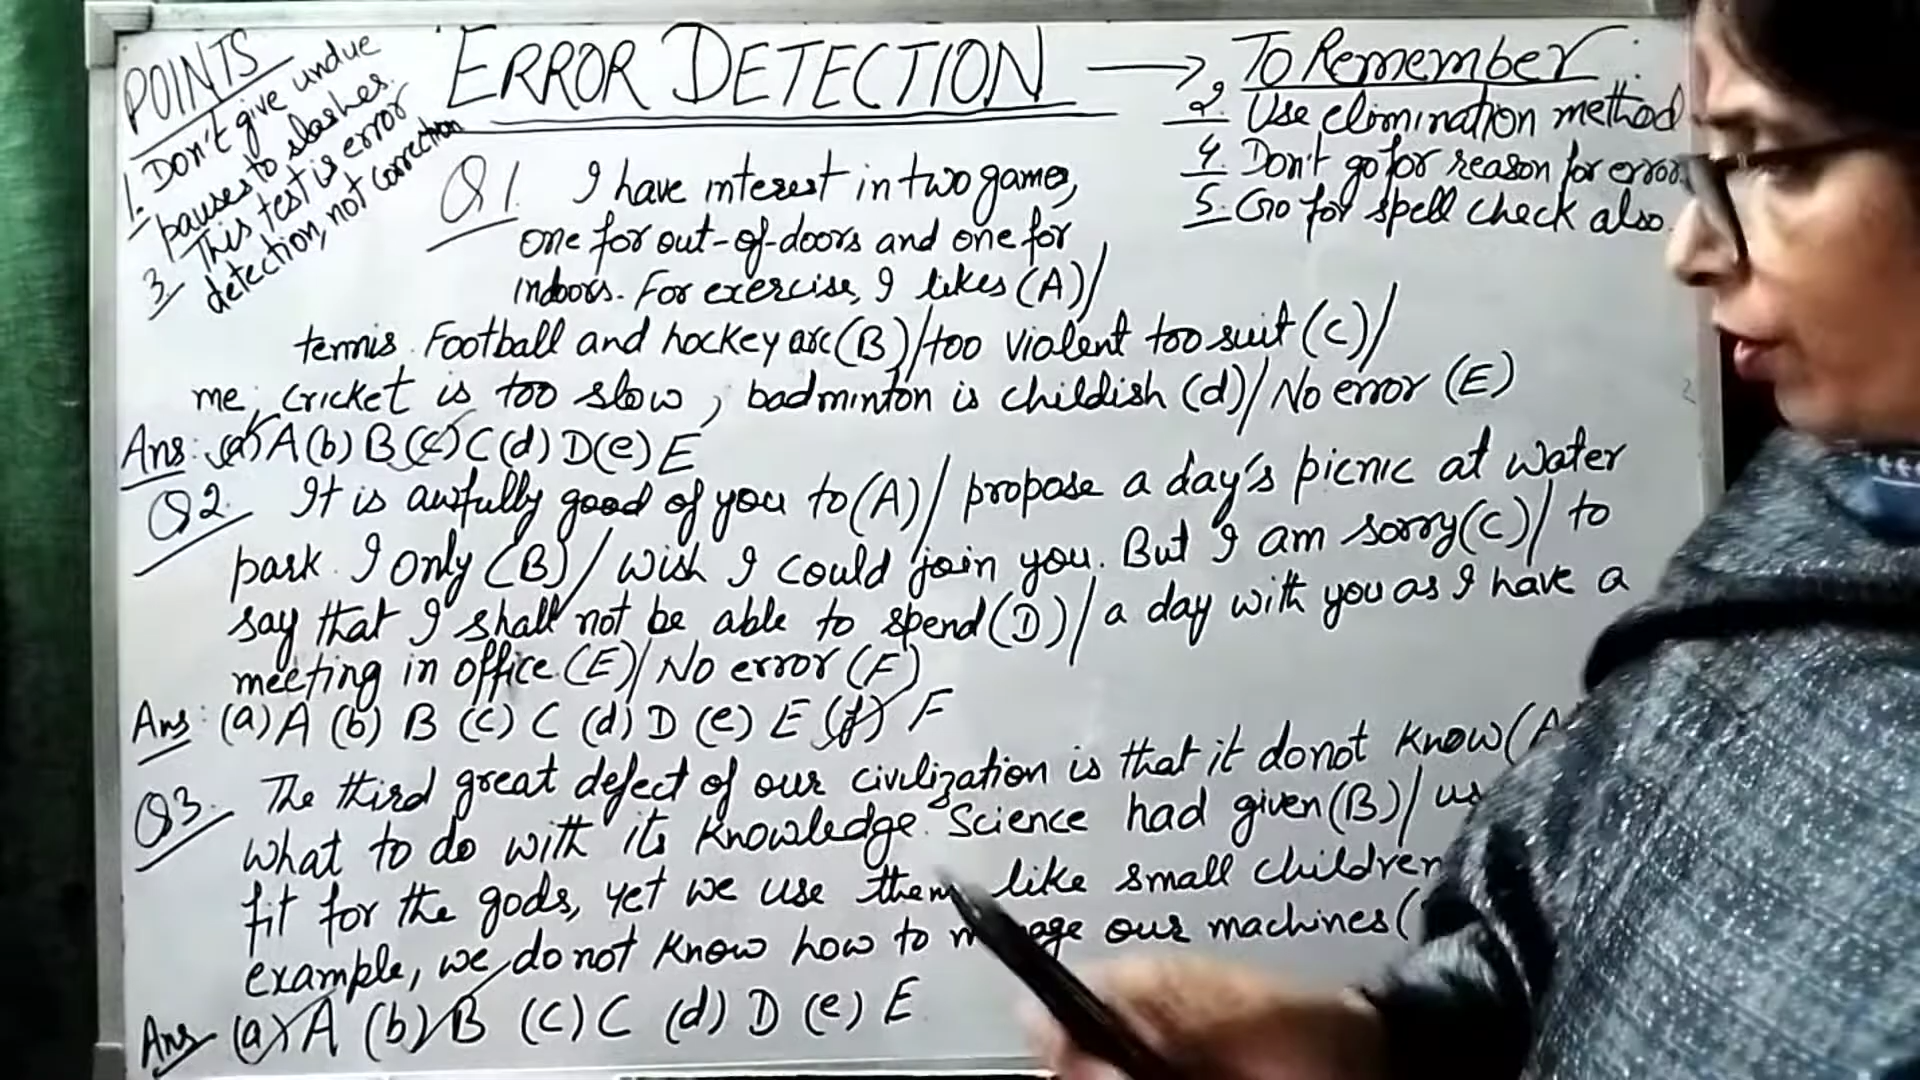 POINTS
1. Don't give undue
pauses to slashes.
3. This test is error
detection, not correction
ERROR DETECTION → To Remember :
2. Use elimination method
4. Don't go for reason for error.
5. Go for spell check also.
Q1. I have interest in two games,
one for out-of-doors and one for
indoors. For exercise, I likes (A)/
tennis. Football and hockey are (B)/ too violent too suit (C)/
me, cricket is too slow, badminton is childish (d)/ No error (E)
Ans: (a) A (b) B (c) C (d) D (e) E
Q2. It is awfully good of you to (A)/ propose a day's picnic at water
park. I only (B)/ wish I could join you. But I am sorry (C)/ to
say that I shall not be able to spend (D)/ a day with you as I have a
meeting in office (E)/ No error (F)
Ans: (a) A (b) B (c) C (d) D (e) E (f) F
Q3. The third great defect of our civilization is that it do not know (A
what to do with its knowledge. Science had given (B)/ us
fit for the gods, yet we use them like small children
example, we do not know how to our machines (
Ans (a) A (b) B (c) C (d) D (e) E